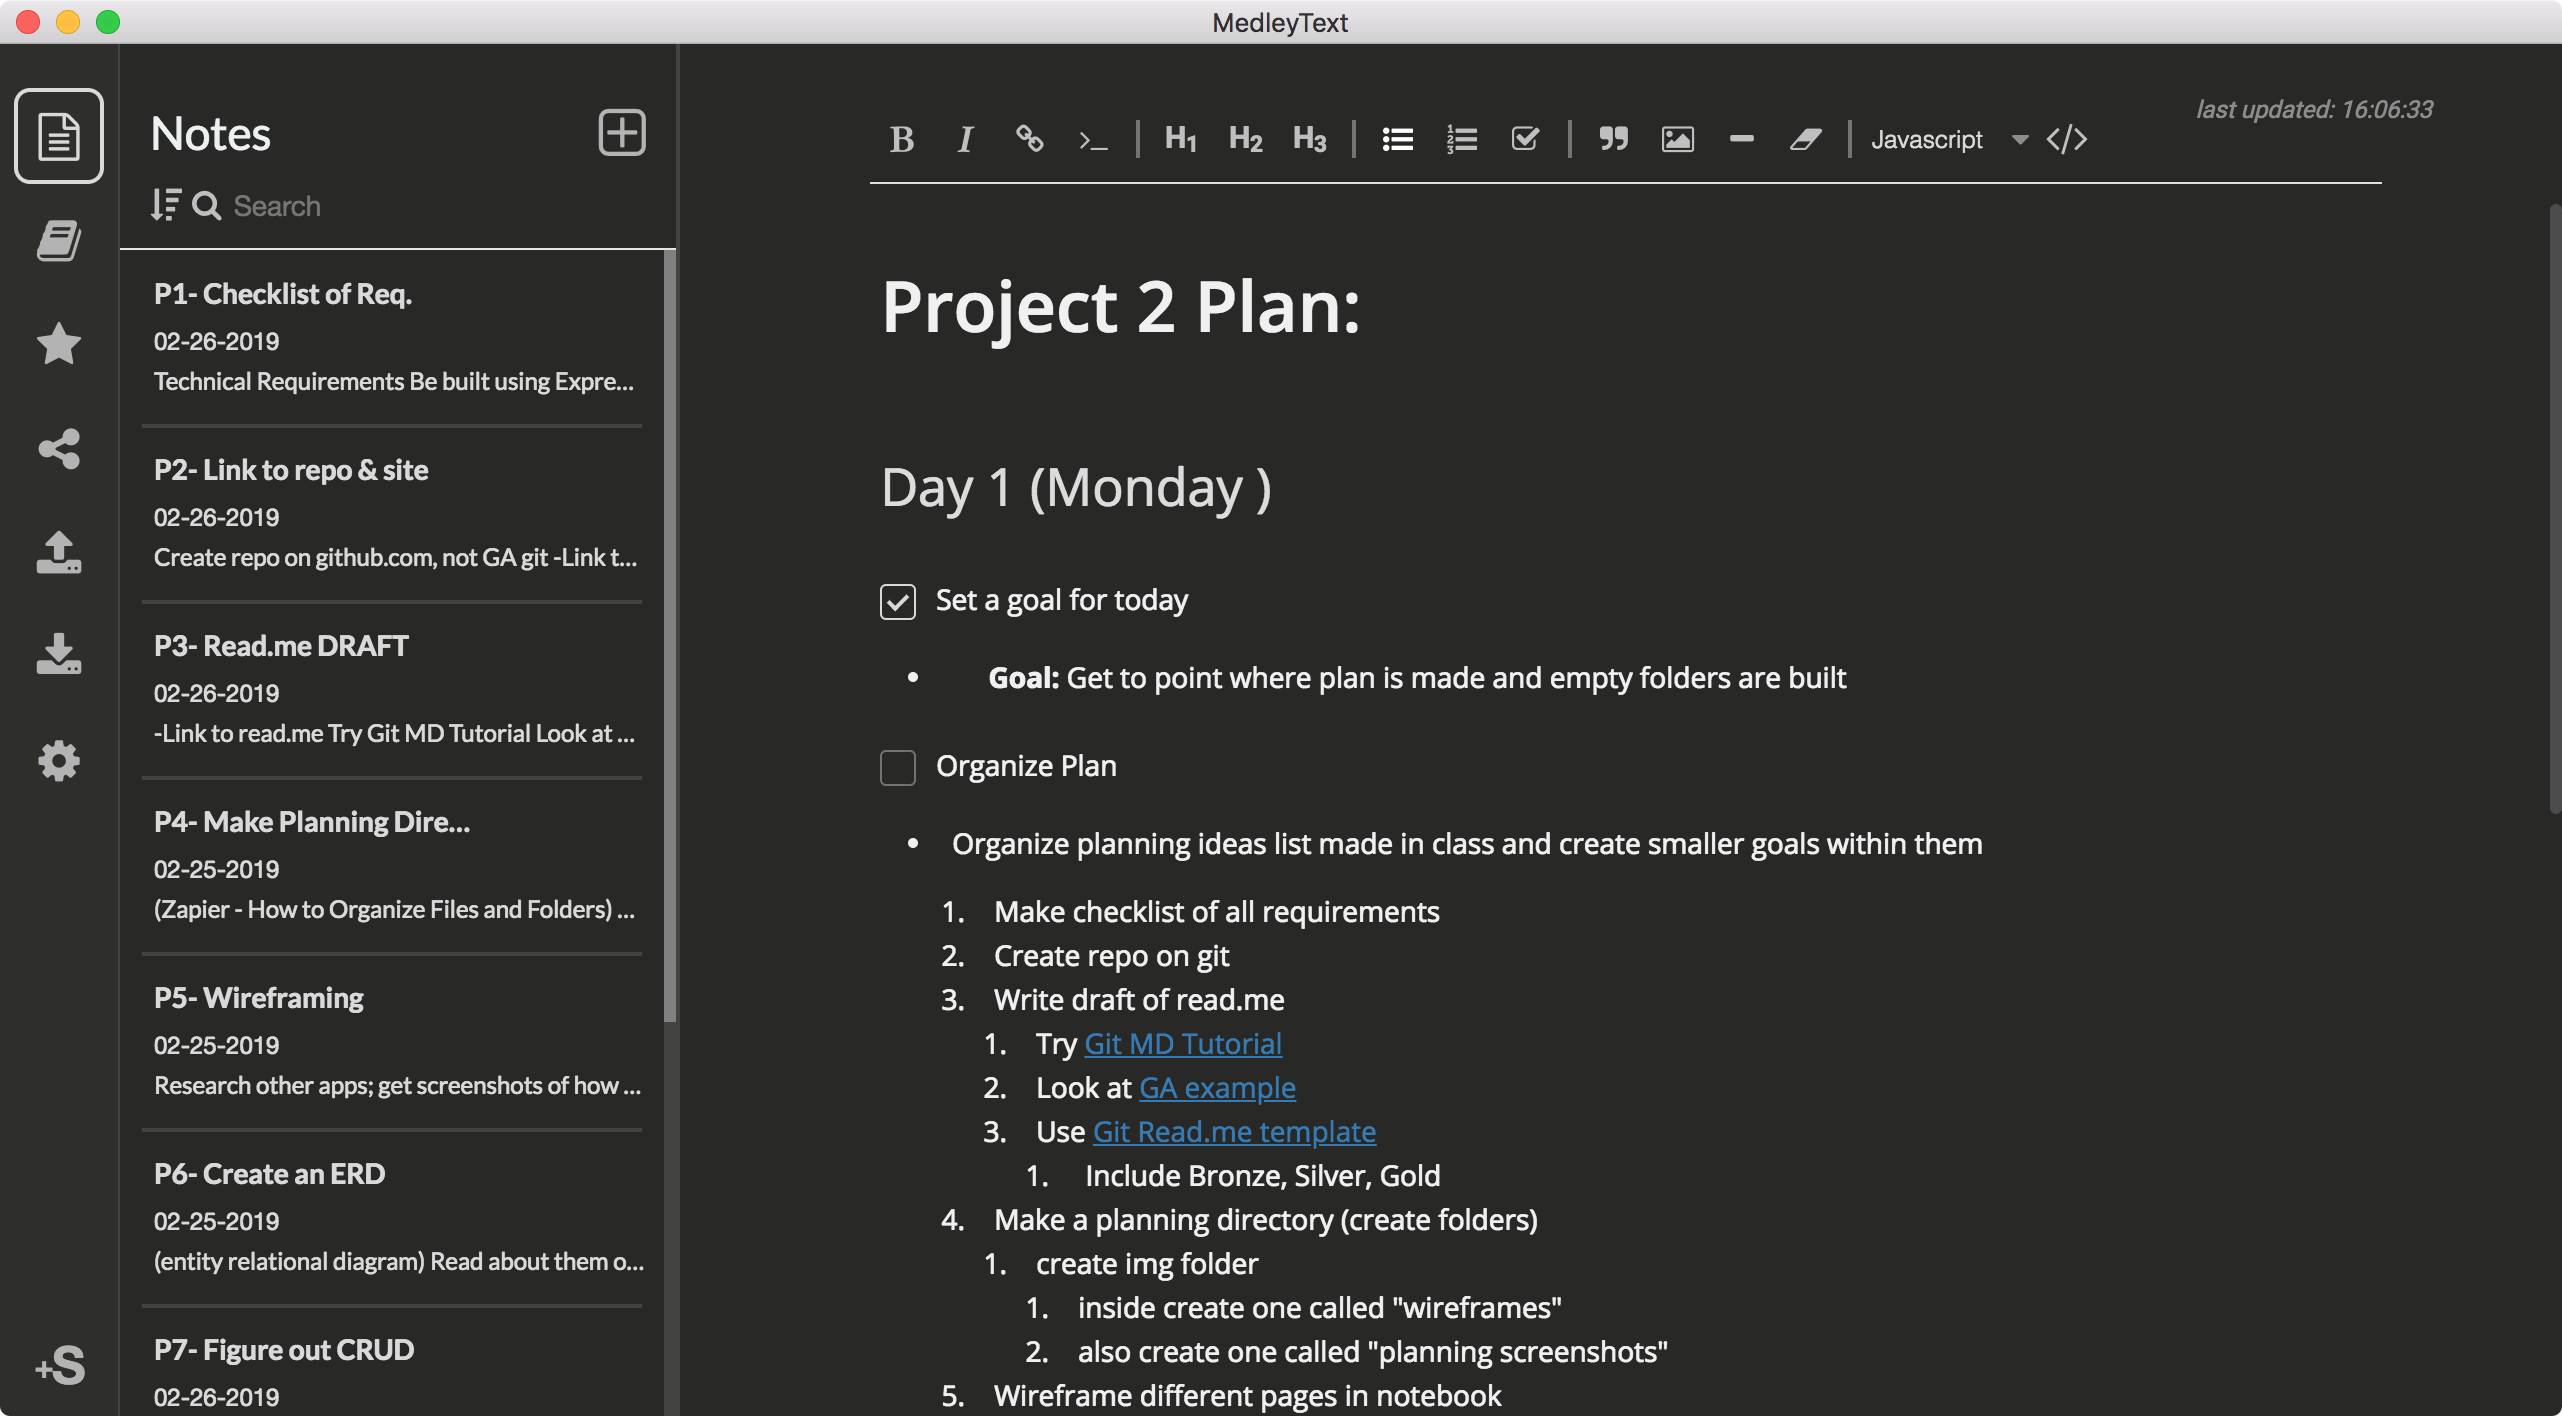 MedleyText
Notes
Search
P1- Checklist of Req.
02-26-2019
Technical Requirements Be built using Expre...
P2- Link to repo & site
02-26-2019
Create repo on github.com, not GA git -Link t...
P3- Read.me DRAFT
02-26-2019
-Link to read.me Try Git MD Tutorial Look at ...
P4- Make Planning Dire...
02-25-2019
(Zapier - How to Organize Files and Folders) ...
P5- Wireframing
02-25-2019
Research other apps; get screenshots of how ...
P6- Create an ERD
02-25-2019
(entity relational diagram) Read about them o...
P7- Figure out CRUD
02-26-2019
+S
B I >_ H1 H2 H3 Javascript </>
last updated: 16:06:33
Project 2 Plan:
Day 1 (Monday )
Set a goal for today
• Goal: Get to point where plan is made and empty folders are built
Organize Plan
• Organize planning ideas list made in class and create smaller goals within them
1. Make checklist of all requirements
2. Create repo on git
3. Write draft of read.me
1. Try Git MD Tutorial
2. Look at GA example
3. Use Git Read.me template
1. Include Bronze, Silver, Gold
4. Make a planning directory (create folders)
1. create img folder
1. inside create one called "wireframes"
2. also create one called "planning screenshots"
5. Wireframe different pages in notebook